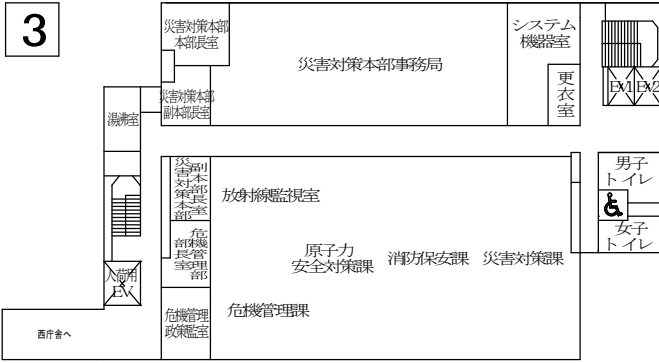 3
災害対策本部
本部長室
災害対策本部
副本部長室
災害対策本部事務局
システム
機器室
更衣室
EV1
EV2
湯沸室
災害対策本部
副本部長室
放射線監視室
男子
トイレ
女子
トイレ
危機管理部
部長室
原子力
安全対策課
消防保安課
災害対策課
人荷用
EV
危機管理
政策監室
危機管理課
西庁舎へ